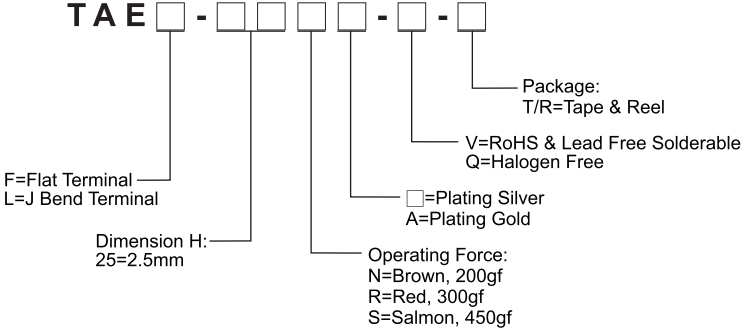 TAE□-□□□□-□-□
Package:
T/R=Tape & Reel
V=RoHS & Lead Free Solderable
Q=Halogen Free
F=Flat Terminal
L=J Bend Terminal
□=Plating Silver
A=Plating Gold
Dimension H:
25=2.5mm
Operating Force:
N=Brown, 200gf
R=Red, 300gf
S=Salmon, 450gf